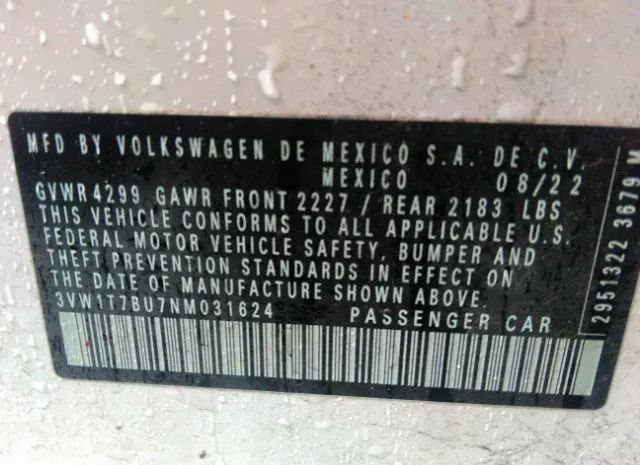 MFD BY VOLKSWAGEN DE MEXICO S.A. DE C.V.
MEXICO 08/22
GVWR 4299 GAWR FRONT 2227 / REAR 2183 LBS
THIS VEHICLE CONFORMS TO ALL APPLICABLE U.S.
FEDERAL MOTOR VEHICLE SAFETY, BUMPER AND
THEFT PREVENTION STANDARDS IN EFFECT ON
THE DATE OF MANUFACTURE SHOWN ABOVE.
3VW1T7BU7NM031624 PASSENGER CAR
2951322 3679 M